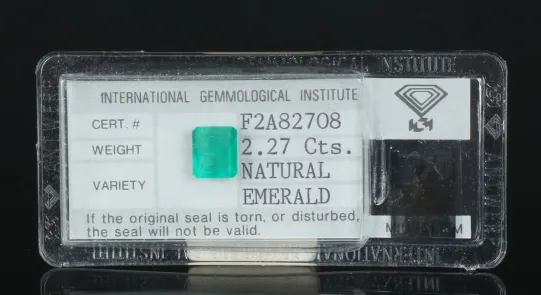 INTERNATIONAL GEMMOLOGICAL INSTITUTE
CERT. # F2A82708
WEIGHT 2.27 Cts.
VARIETY NATURAL
EMERALD
If the original seal is torn, or disturbed,
the seal will not be valid.